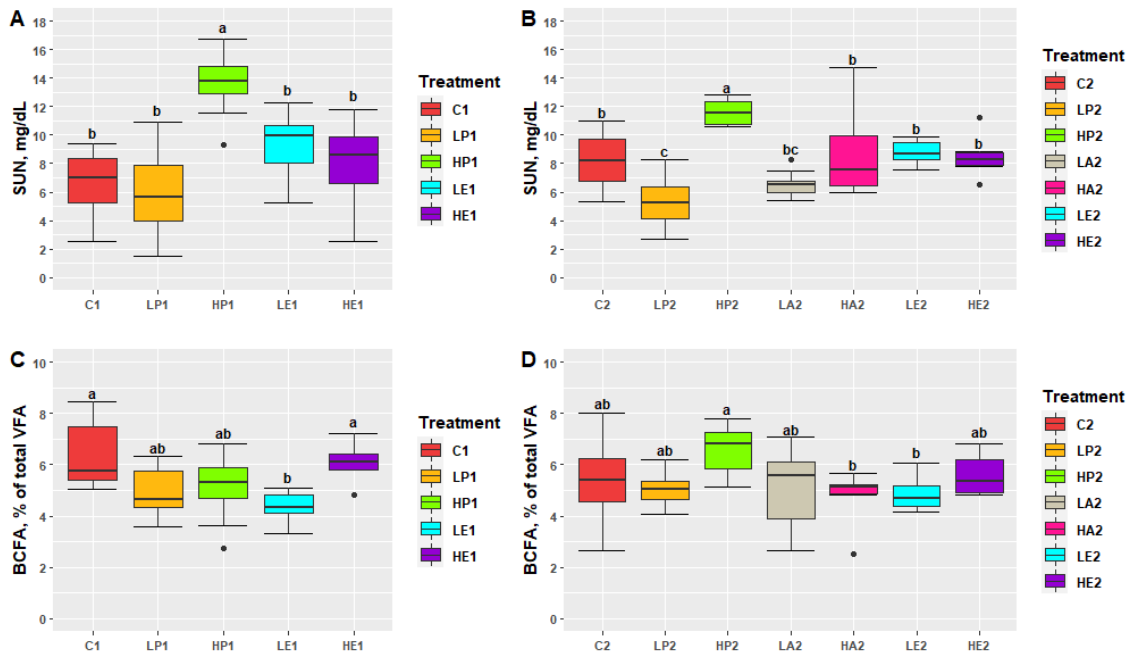 A
SUN, mg/dL
18
16
14
12
10
8
6
4
2
0
b
b
a
b
b
C1
LP1
HP1
LE1
HE1
Treatment
C1
LP1
HP1
LE1
HE1
B
SUN, mg/dL
18
16
14
12
10
8
6
4
2
0
b
c
a
bc
b
b
b
C2
LP2
HP2
LA2
HA2
LE2
HE2
Treatment
C2
LP2
HP2
LA2
HA2
LE2
HE2
C
BCFA, % of total VFA
10
8
6
4
2
0
a
ab
ab
b
a
C1
LP1
HP1
LE1
HE1
Treatment
C1
LP1
HP1
LE1
HE1
D
BCFA, % of total VFA
10
8
6
4
2
0
ab
ab
a
ab
b
b
ab
C2
LP2
HP2
LA2
HA2
LE2
HE2
Treatment
C2
LP2
HP2
LA2
HA2
LE2
HE2